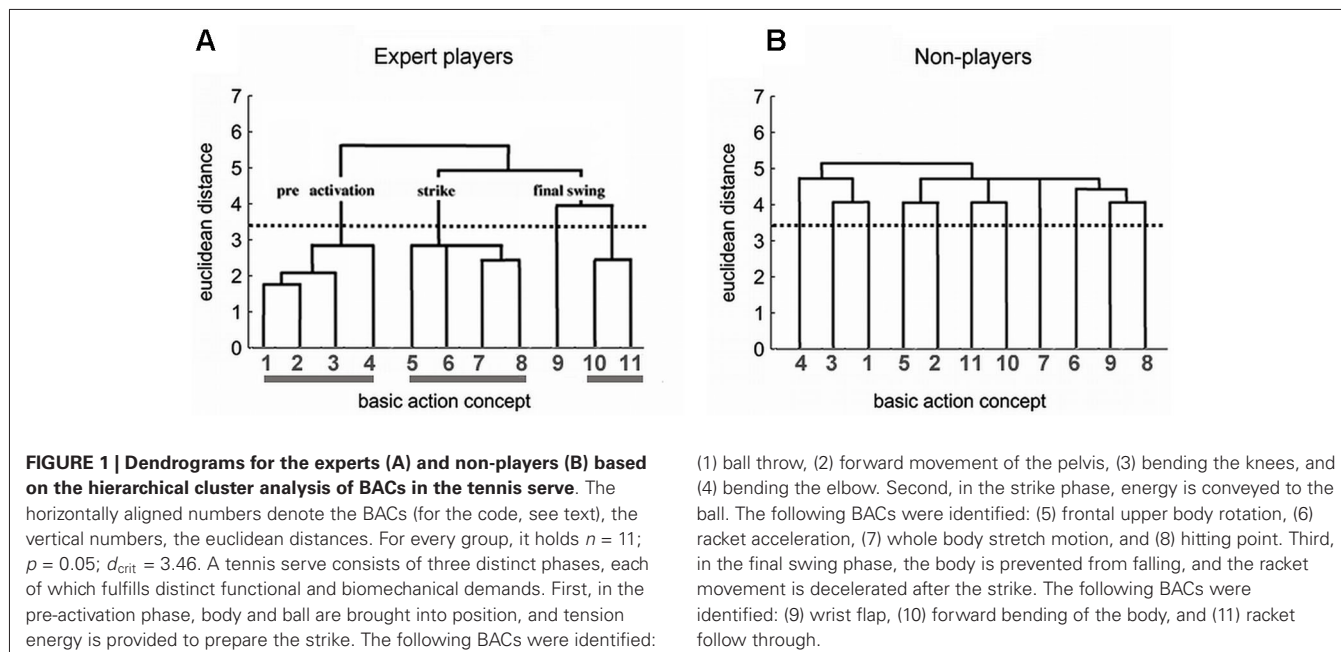 A
Expert players
7
6
5
4
3
2
1
0
euclidean distance
pre activation strike final swing
1 2 3 4 5 6 7 8 9 10 11
basic action concept
B
Non-players
7
6
5
4
3
2
1
0
euclidean distance
4 3 1 5 2 11 10 7 6 9 8
basic action concept
FIGURE 1 | Dendrograms for the experts (A) and non-players (B) based
on the hierarchical cluster analysis of BACs in the tennis serve. The
horizontally aligned numbers denote the BACs (for the code, see text), the
vertical numbers, the euclidean distances. For every group, it holds n = 11;
p = 0.05; dcrit = 3.46. A tennis serve consists of three distinct phases, each
of which fulfills distinct functional and biomechanical demands. First, in the
pre-activation phase, body and ball are brought into position, and tension
energy is provided to prepare the strike. The following BACs were identified:
(1) ball throw, (2) forward movement of the pelvis, (3) bending the knees, and
(4) bending the elbow. Second, in the strike phase, energy is conveyed to the
ball. The following BACs were identified: (5) frontal upper body rotation, (6)
racket acceleration, (7) whole body stretch motion, and (8) hitting point. Third,
in the final swing phase, the body is prevented from falling, and the racket
movement is decelerated after the strike. The following BACs were
identified: (9) wrist flap, (10) forward bending of the body, and (11) racket
follow through.